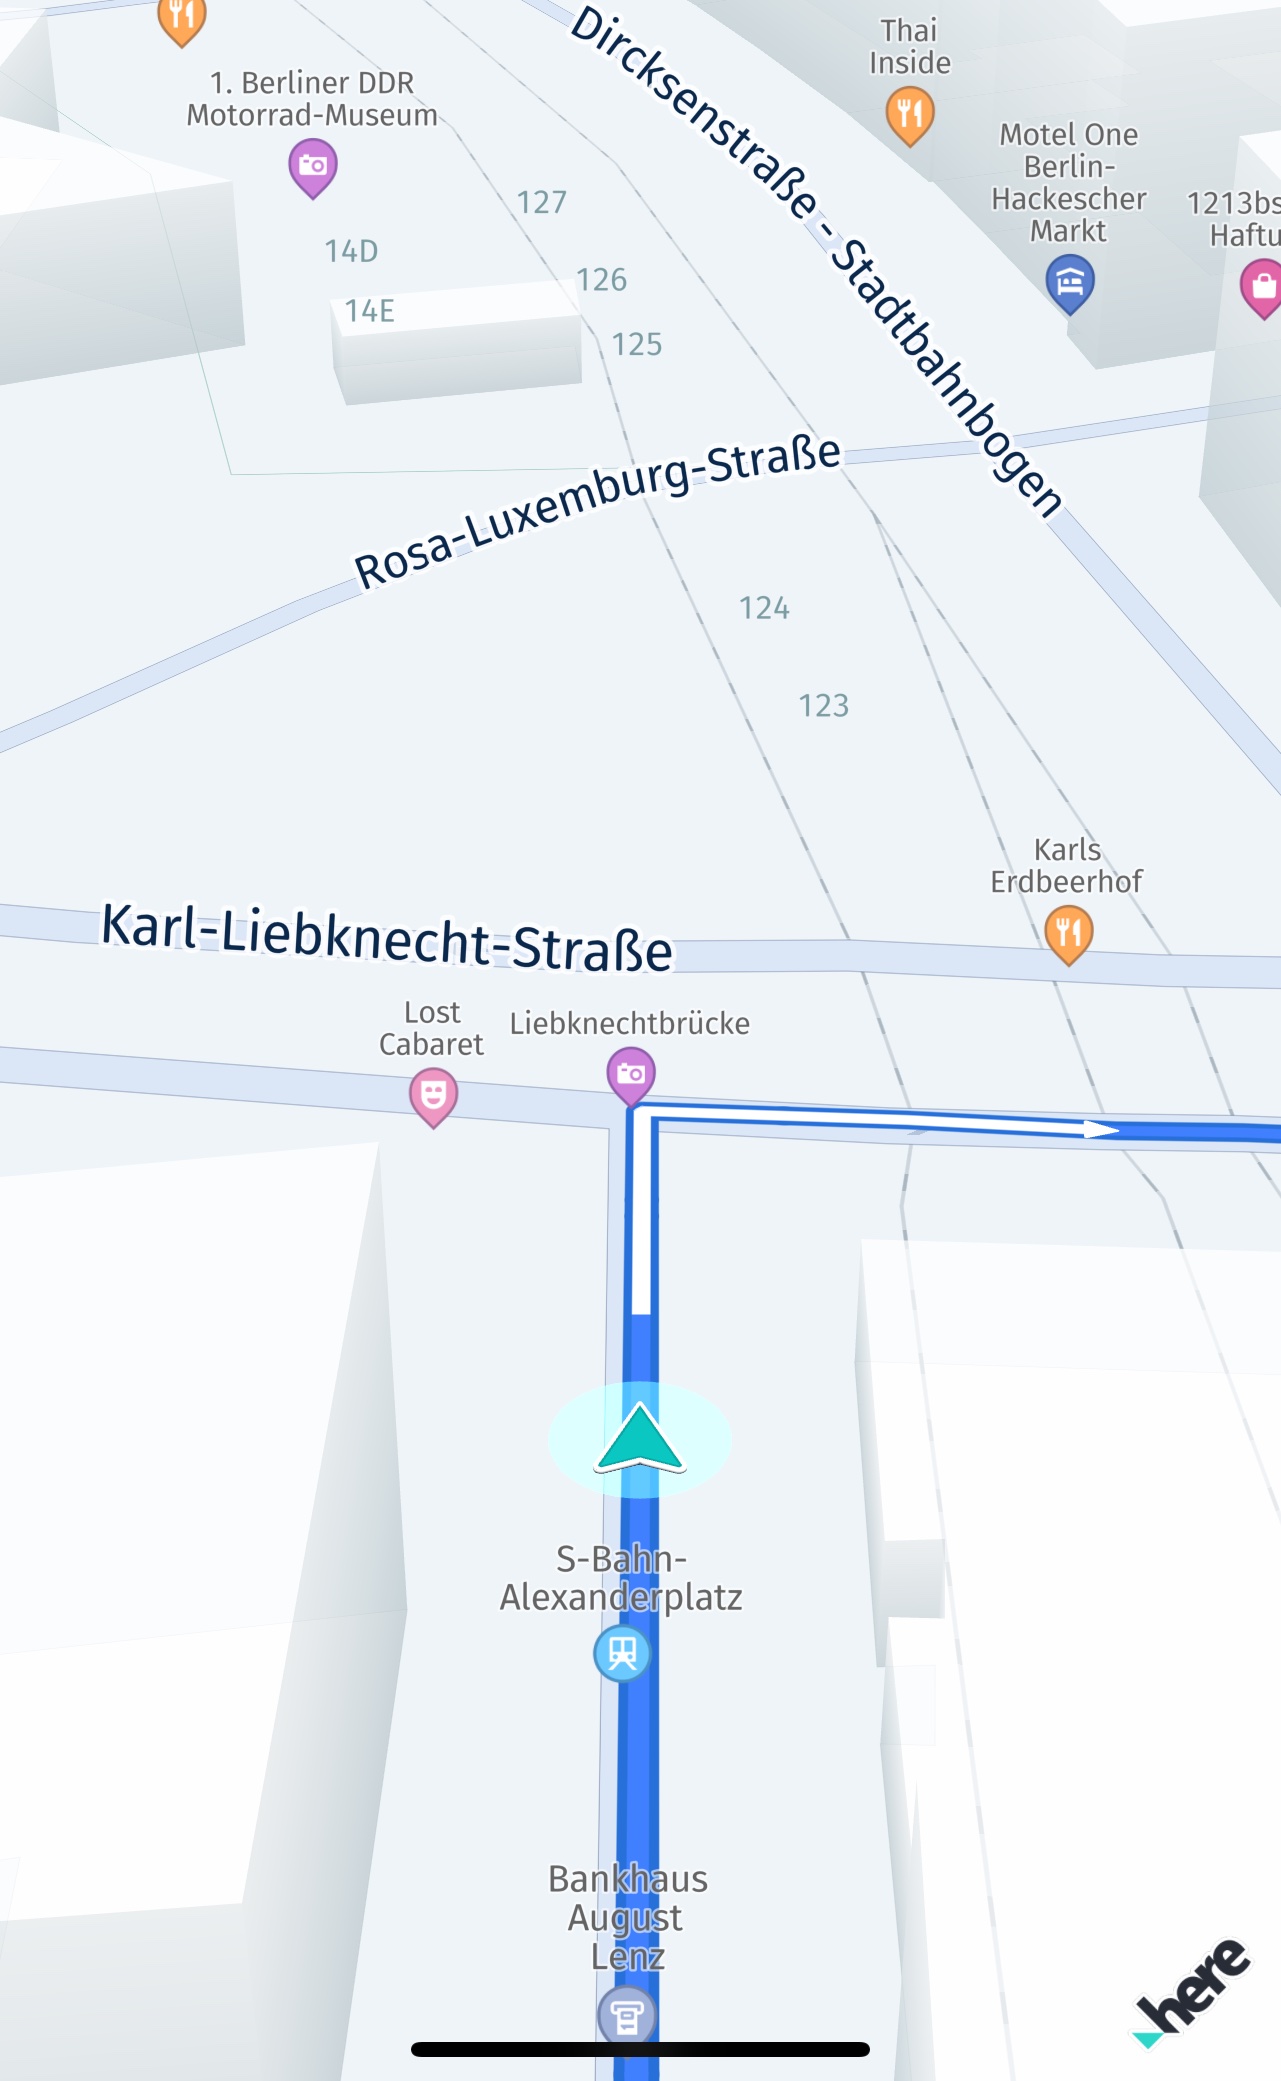 Thai
Inside
Dircksenstraße - Stadtbahnbogen
1. Berliner DDR
Motorrad-Museum
Motel One
Berlin-
Hackescher
Markt
1213bs
Haftu
127
14D
126
14E
125
Rosa-Luxemburg-Straße
124
123
Karls
Erdbeerhof
Karl-Liebknecht-Straße
Lost
Cabaret
Liebknechtbrücke
S-Bahn-
Alexanderplatz
Bankhaus
August
Lenz
here